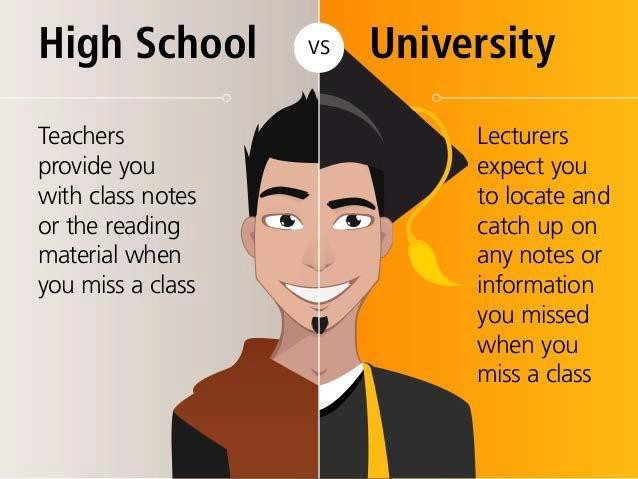 High School
VS
University
Teachers
provide you
with class notes
or the reading
material when
you miss a class
Lecturers
expect you
to locate and
catch up on
any notes or
information
you missed
when you
miss a class